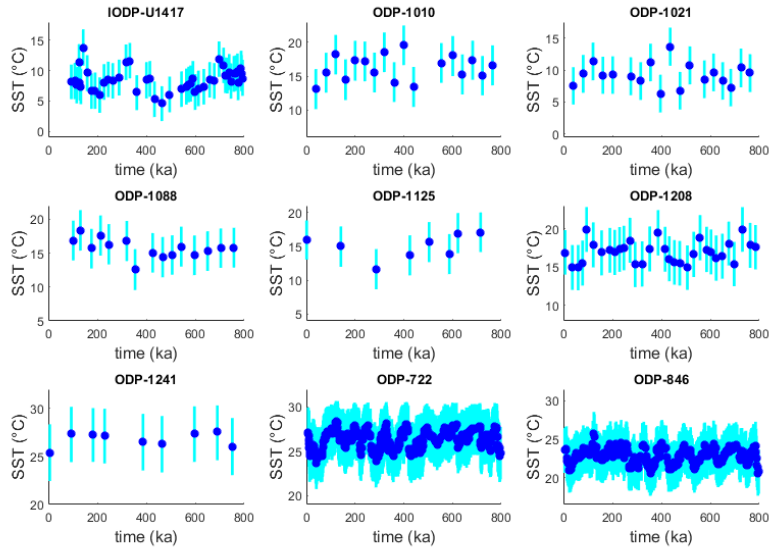 IODP-U1417
SST (°C)
15
10
5
0
0 200 400 600 800
time (ka)
ODP-1010
SST (°C)
20
15
10
0 200 400 600 800
time (ka)
ODP-1021
SST (°C)
15
10
5
0 200 400 600 800
time (ka)
ODP-1088
SST (°C)
20
15
10
5
0 200 400 600 800
time (ka)
ODP-1125
SST (°C)
20
15
10
5
0 200 400 600 800
time (ka)
ODP-1208
SST (°C)
20
15
10
0 200 400 600 800
time (ka)
ODP-1241
SST (°C)
30
25
20
0 200 400 600 800
time (ka)
ODP-722
SST (°C)
30
25
20
0 200 400 600 800
time (ka)
ODP-846
SST (°C)
30
25
20
0 200 400 600 800
time (ka)